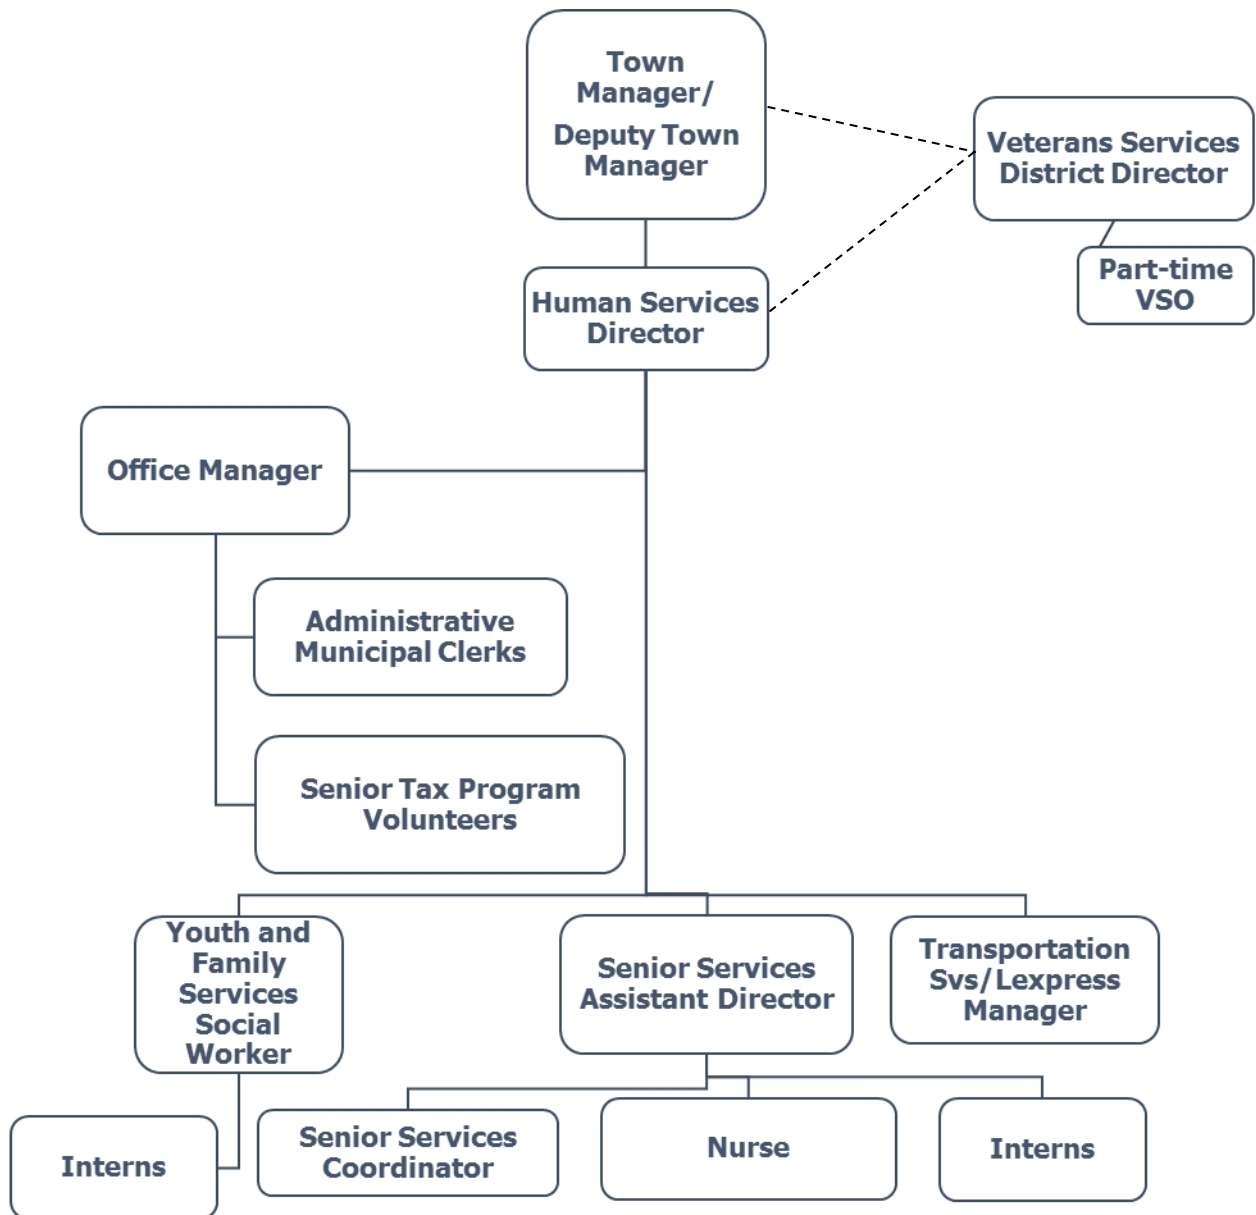 Town
Manager/
Deputy Town
Manager
Veterans Services
District Director
Part-time
VSO
Human Services
Director
Office Manager
Administrative
Municipal Clerks
Senior Tax Program
Volunteers
Youth and
Family
Services
Social
Worker
Senior Services
Assistant Director
Transportation
Svs/Lexpress
Manager
Interns
Senior Services
Coordinator
Nurse
Interns